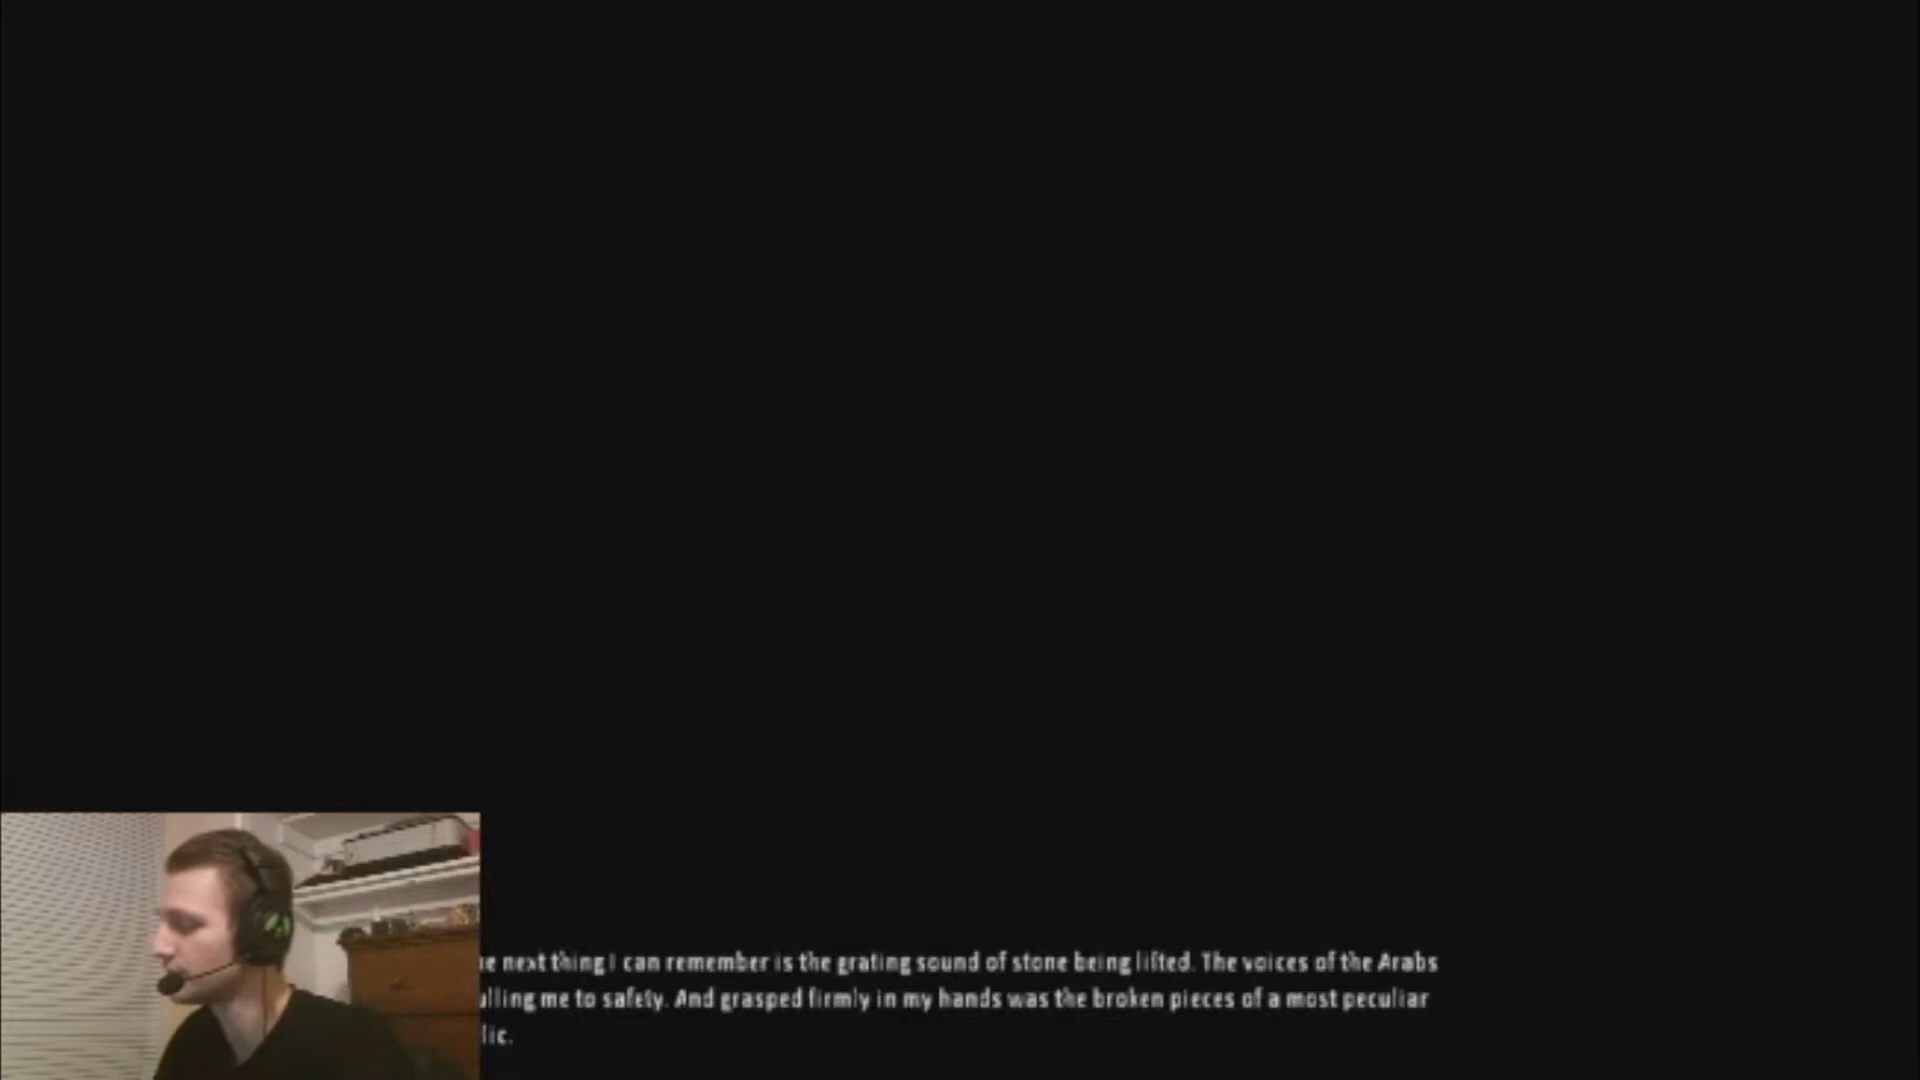 e next thing I can remember is the grating sound of stone being lifted. The voices of the Arabs
lling me to safety. And grasped firmly in my hands was the broken pieces of a most peculiar
lic.